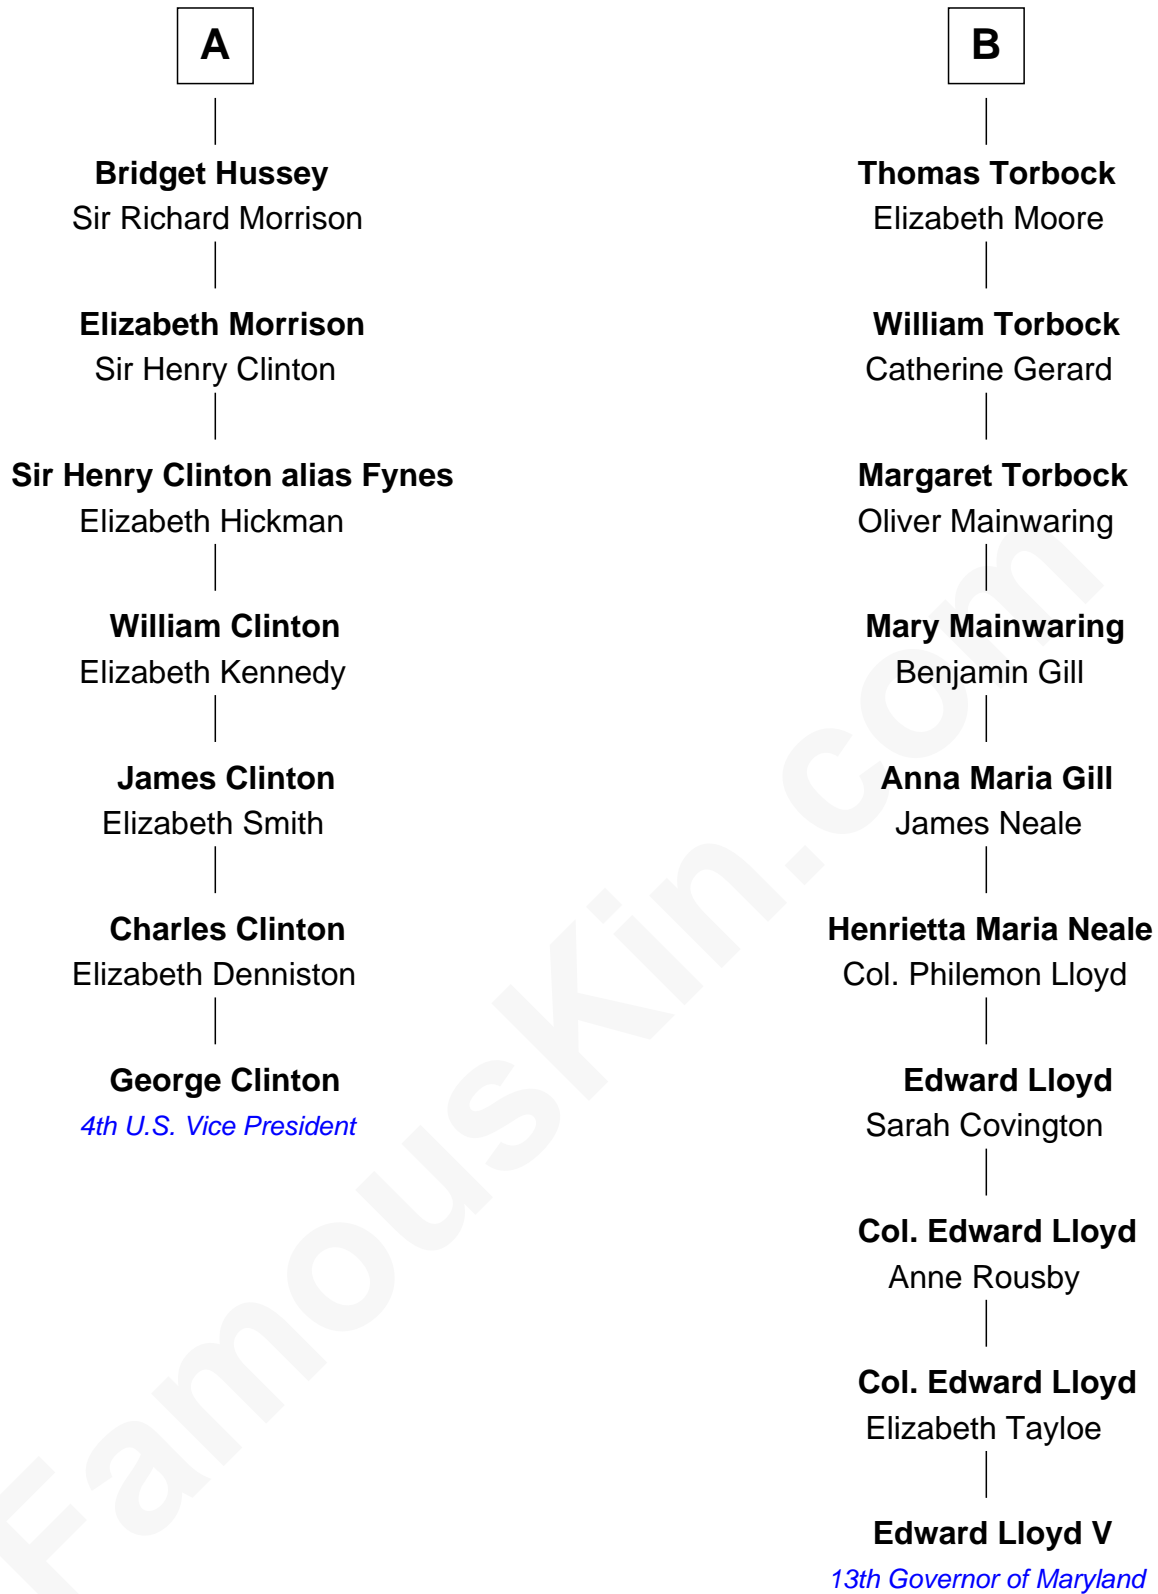 A
Bridget Hussey
Sir Richard Morrison
Elizabeth Morrison
Sir Henry Clinton
Sir Henry Clinton alias Fynes
Elizabeth Hickman
William Clinton
Elizabeth Kennedy
James Clinton
Elizabeth Smith
Charles Clinton
Elizabeth Denniston
George Clinton
4th U.S. Vice President
B
Thomas Torbock
Elizabeth Moore
William Torbock
Catherine Gerard
Margaret Torbock
Oliver Mainwaring
Mary Mainwaring
Benjamin Gill
Anna Maria Gill
James Neale
Henrietta Maria Neale
Col. Philemon Lloyd
Edward Lloyd
Sarah Covington
Col. Edward Lloyd
Anne Rousby
Col. Edward Lloyd
Elizabeth Tayloe
Edward Lloyd V
13th Governor of Maryland
FamousKin.com